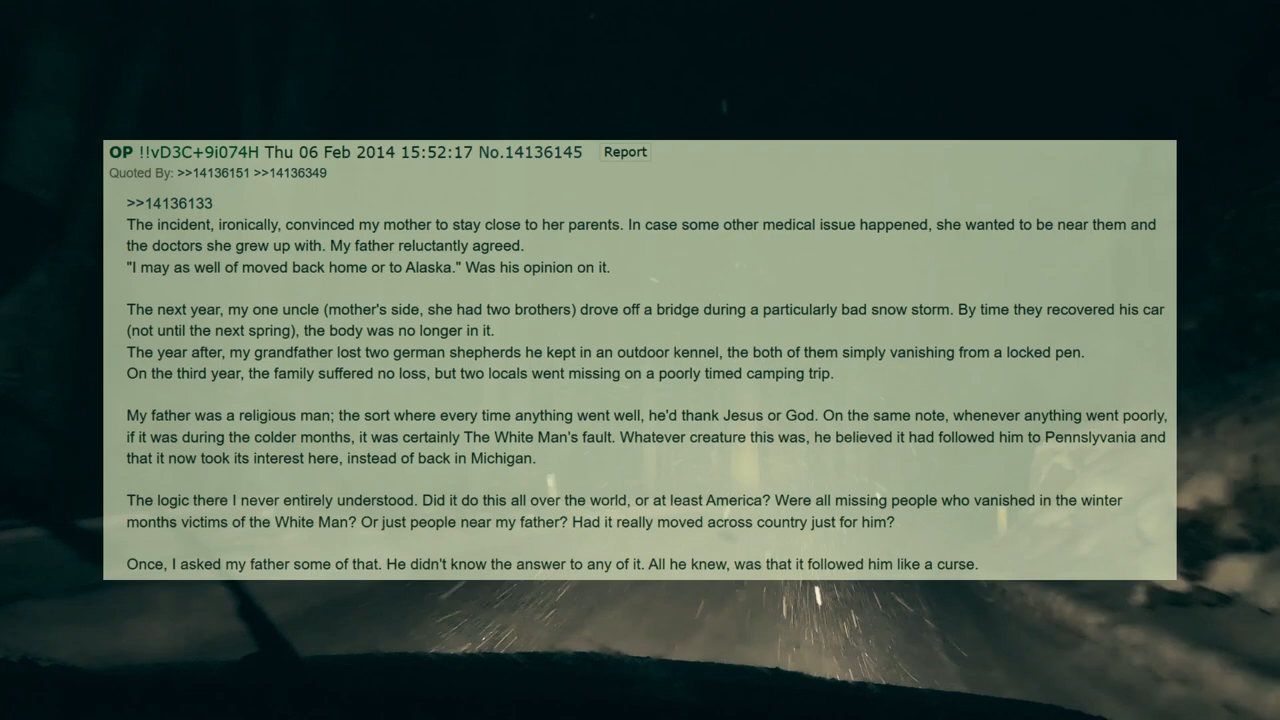 OP !!vD3C+9i074H Thu 06 Feb 2014 15:52:17 No.14136145 Report
Quoted By: >>14136151 >>14136349
>>14136133
The incident, ironically, convinced my mother to stay close to her parents. In case some other medical issue happened, she wanted to be near them and
the doctors she grew up with. My father reluctantly agreed.
"I may as well of moved back home or to Alaska." Was his opinion on it.
The next year, my one uncle (mother's side, she had two brothers) drove off a bridge during a particularly bad snow storm. By time they recovered his car
(not until the next spring), the body was no longer in it.
The year after, my grandfather lost two german shepherds he kept in an outdoor kennel, the both of them simply vanishing from a locked pen.
On the third year, the family suffered no loss, but two locals went missing on a poorly timed camping trip.
My father was a religious man; the sort where every time anything went well, he'd thank Jesus or God. On the same note, whenever anything went poorly,
if it was during the colder months, it was certainly The White Man's fault. Whatever creature this was, he believed it had followed him to Pennslyvania and
that it now took its interest here, instead of back in Michigan.
The logic there I never entirely understood. Did it do this all over the world, or at least America? Were all missing people who vanished in the winter
months victims of the White Man? Or just people near my father? Had it really moved across country just for him?
Once, I asked my father some of that. He didn't know the answer to any of it. All he knew, was that it followed him like a curse.